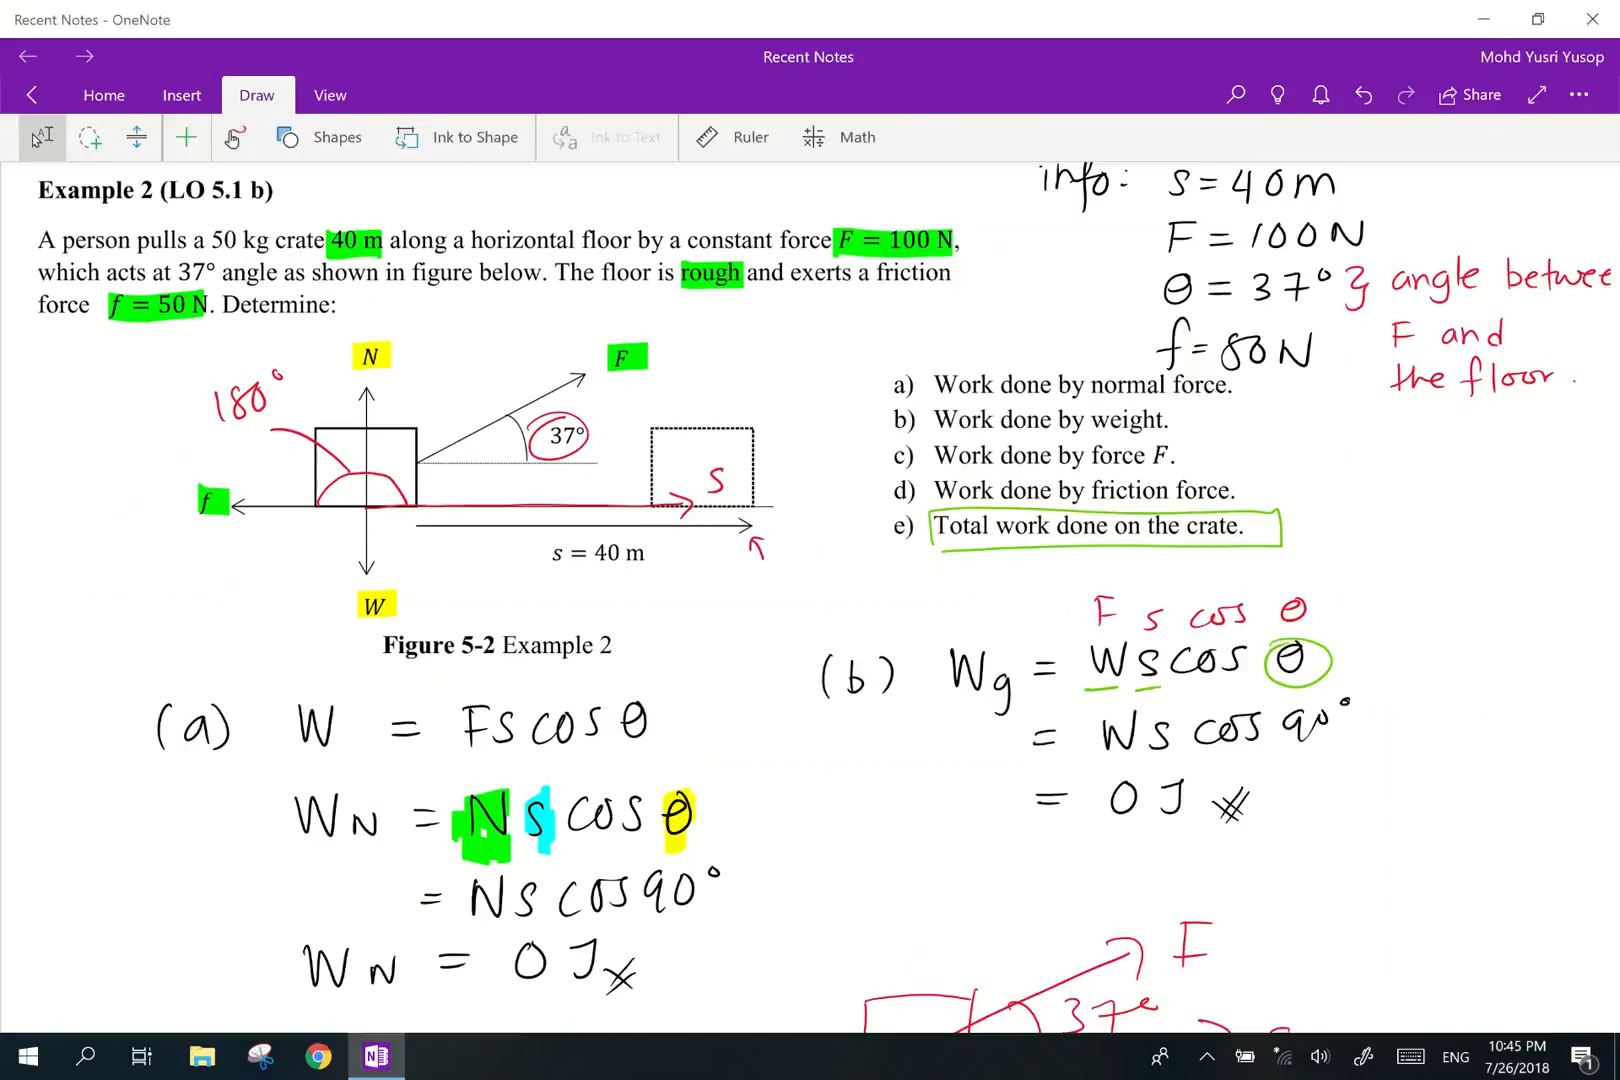 Recent Notes - OneNote
Recent Notes
Mohd Yusri Yusop
Home Insert Draw View
Share
Shapes Ink to Shape Ink to Text Ruler Math
Example 2 (LO 5.1 b)
A person pulls a 50 kg crate 40 m along a horizontal floor by a constant force F = 100 N,
which acts at 37° angle as shown in figure below. The floor is rough and exerts a friction
force f = 50 N. Determine:
info: s = 40m
F = 100N
θ = 37° } angle betwee
F and
the floor.
f = 80N
N
F
180°
37°
s
f
s = 40 m
W
Figure 5-2 Example 2
a) Work done by normal force.
b) Work done by weight.
c) Work done by force F.
d) Work done by friction force.
e) Total work done on the crate.
(a) W = Fs cos θ
W N = N s cos θ
= Ns cos 90°
W N = 0 J
F s cos θ
(b) Wg = W s cos θ
= W s cos 90°
= 0 J
F
37°
ENG
10:45 PM
7/26/2018
1